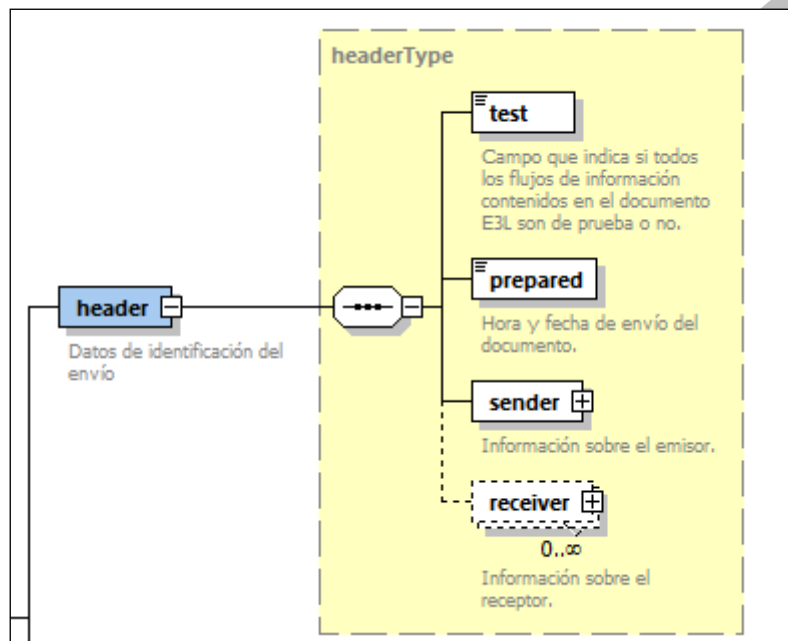 headerType
test
Campo que indica si todos
los flujos de información
contenidos en el documento
E3L son de prueba o no.
prepared
Hora y fecha de envío del
documento.
header
Datos de identificación del
envío
sender
Información sobre el emisor.
receiver
0..∞
Información sobre el
receptor.